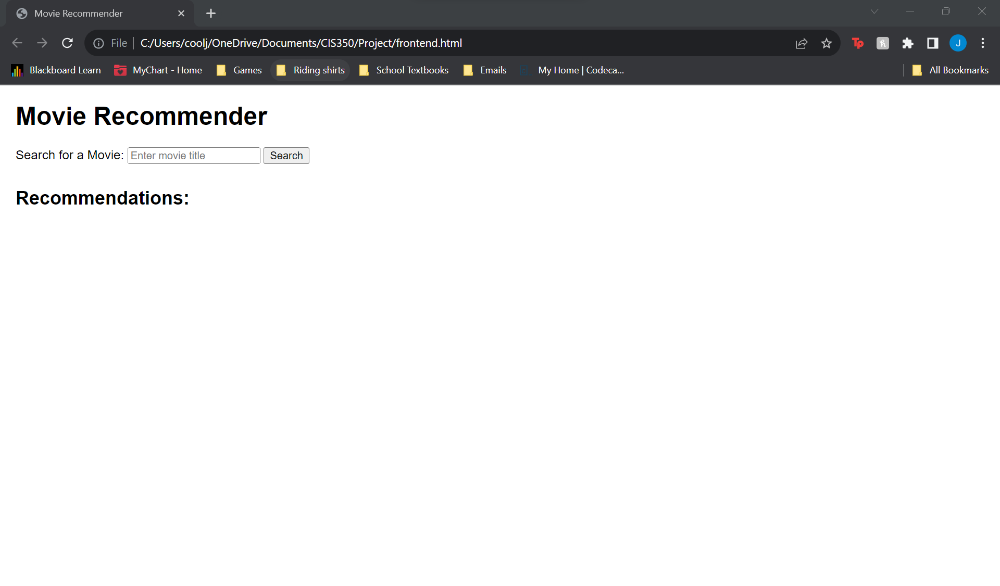 Movie Recommender
File C:/Users/coolj/OneDrive/Documents/CIS350/Project/frontend.html Tp h J
Blackboard Learn MyChart - Home Games Riding shirts School Textbooks Emails My Home | Codeca... All Bookmarks
Movie Recommender
Search for a Movie: Enter movie title Search
Recommendations: